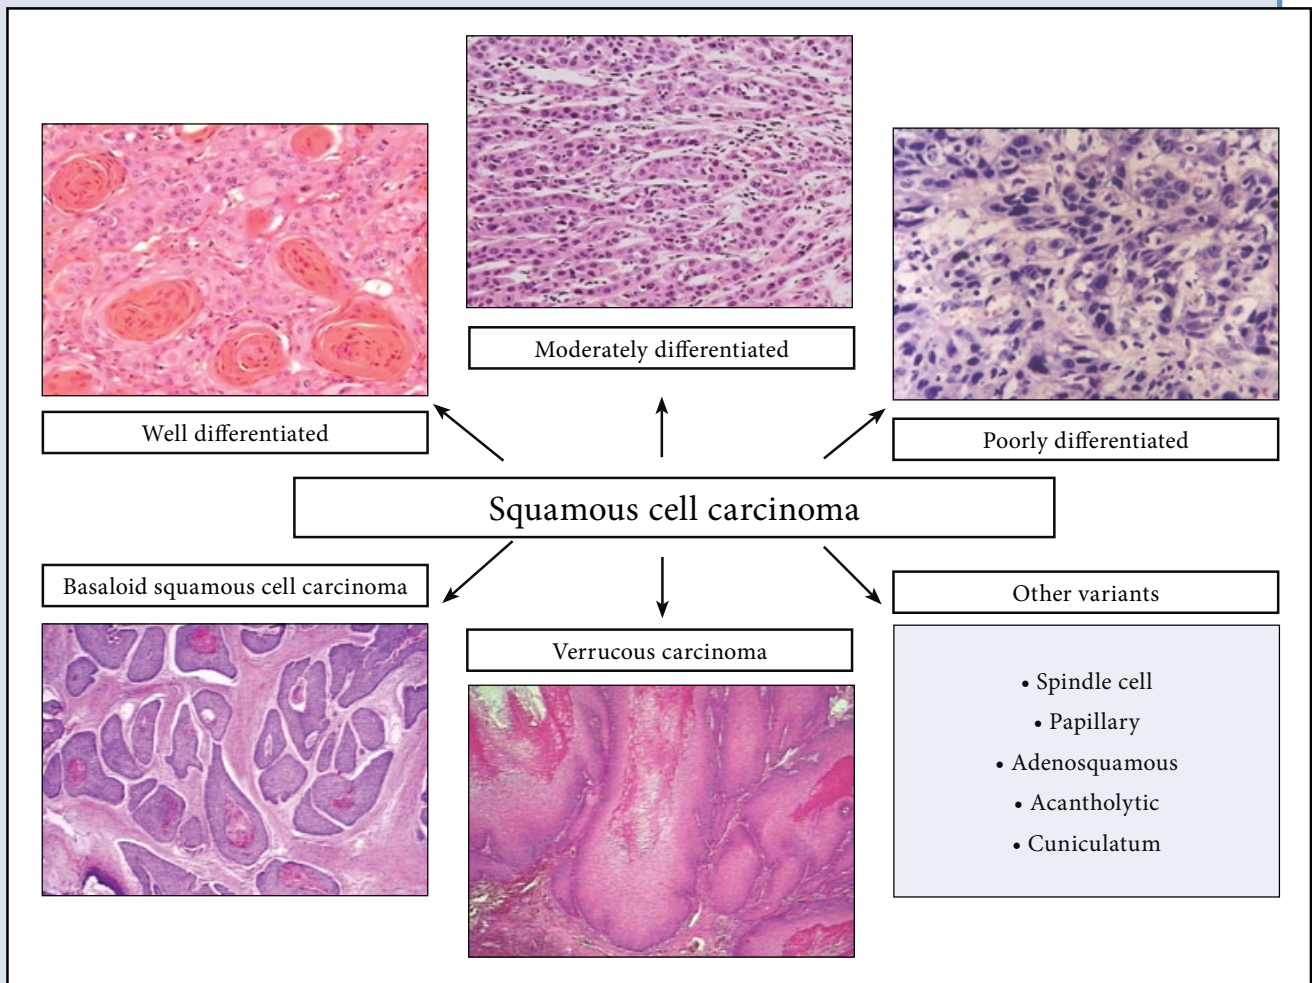 Moderately differentiated
Well differentiated
Poorly differentiated
Squamous cell carcinoma
Basaloid squamous cell carcinoma
Verrucous carcinoma
Other variants
• Spindle cell
• Papillary
• Adenosquamous
• Acantholytic
• Cuniculatum